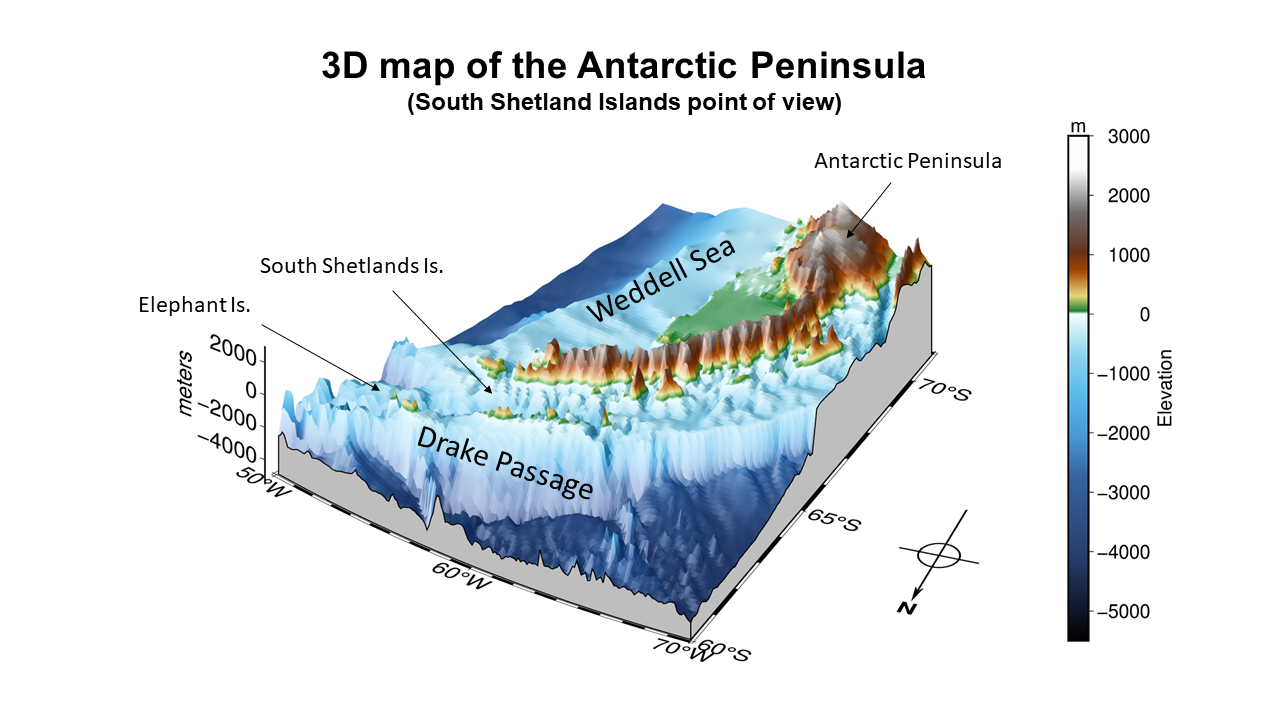 3D map of the Antarctic Peninsula
(South Shetland Islands point of view)
m
3000
2000
1000
0
−1000
−2000
−3000
−4000
−5000
Elevation
Antarctic Peninsula
South Shetlands Is.
Elephant Is.
Weddell Sea
Drake Passage
meters
2000
0
−2000
−4000
50°W
60°W
70°W
60°S
65°S
70°S
N